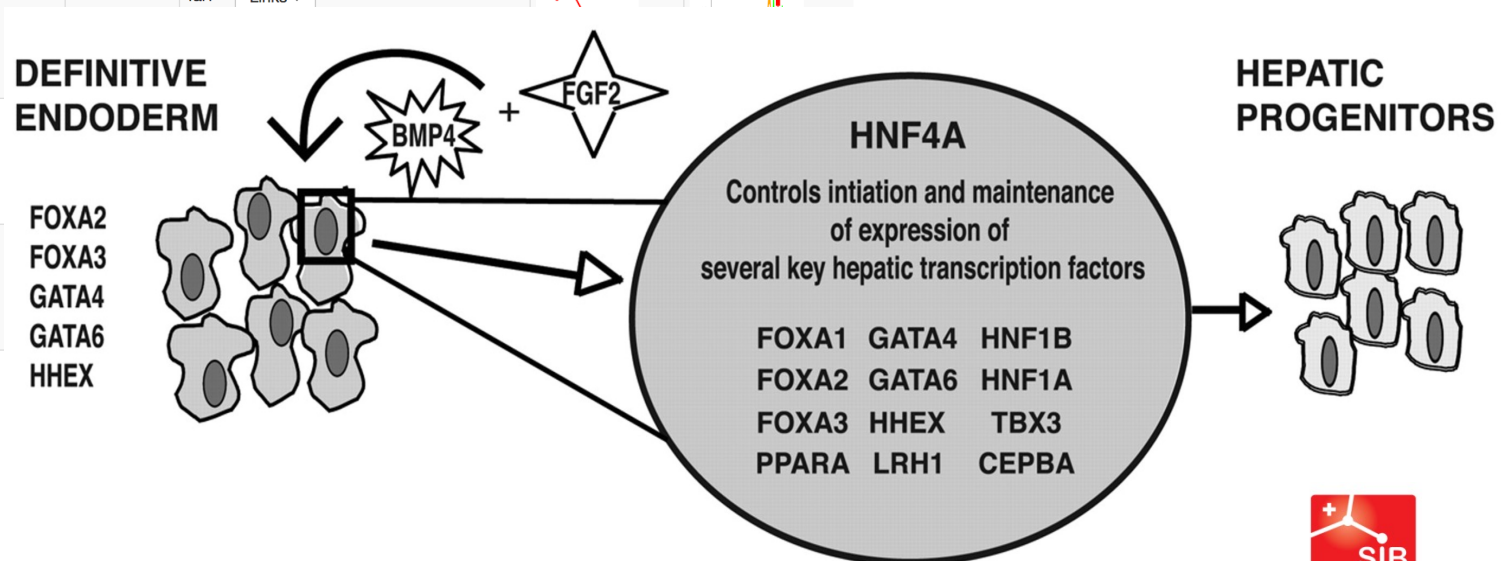 DEFINITIVE
ENDODERM
BMP4
+
FGF2
FOXA2
FOXA3
GATA4
GATA6
HHEX
HNF4A
Controls intiation and maintenance
of expression of
several key hepatic transcription factors
FOXA1 GATA4 HNF1B
FOXA2 GATA6 HNF1A
FOXA3 HHEX TBX3
PPARA LRH1 CEPBA
HEPATIC
PROGENITORS
SIB